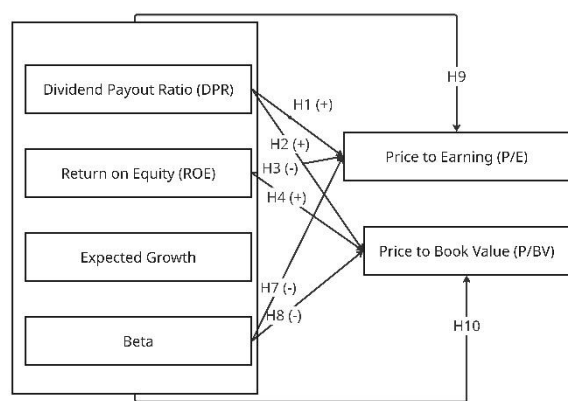 H9
Dividend Payout Ratio (DPR)
H1 (+)
H2 (+)
Price to Earning (P/E)
H3 (-)
Return on Equity (ROE)
H4 (+)
Price to Book Value (P/BV)
Expected Growth
H7 (-)
H8 (-)
H10
Beta